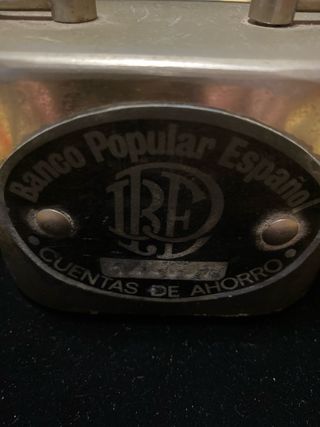 Banco Popular Español
BPE
• CUENTAS DE AHORRO •